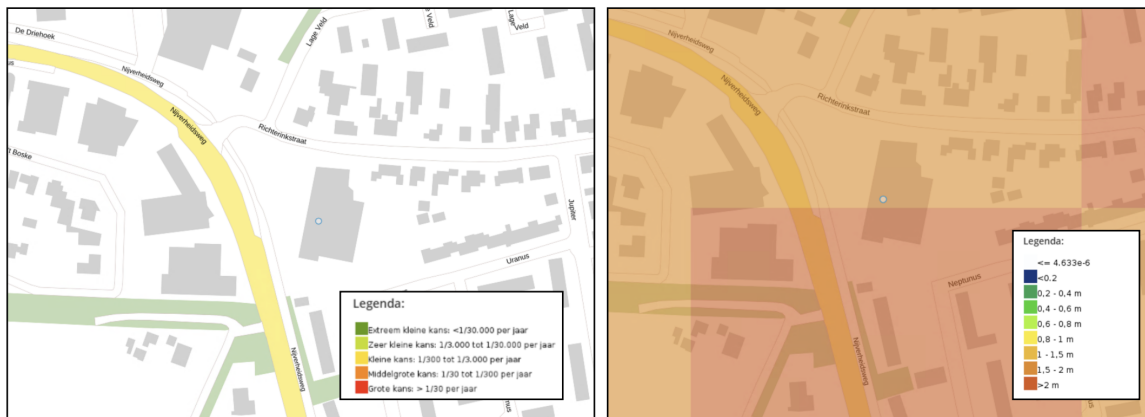 De Driehoek
Nijverheidsweg
Nijverheidsweg
Lage Veld
Veld
Lage
Veld
Richterinkstraat
t Boske
Jupiter
Uranus
Nijverheidsweg
Legenda:
Extreem kleine kans: <1/30.000 per jaar
Zeer kleine kans: 1/3.000 tot 1/30.000 per jaar
Kleine kans: 1/300 tot 1/3.000 per jaar
Middelgrote kans: 1/30 tot 1/300 per jaar
Grote kans: > 1/30 per jaar
Nijverheidsweg
Nijverheidsweg
Richterinkstraat
Neptunus
Nijverheidsweg
Legenda:
<= 4.633e-6
<0.2
0,2 - 0,4 m
0,4 - 0,6 m
0,6 - 0,8 m
0,8 - 1 m
1 - 1,5 m
1,5 - 2 m
>2 m